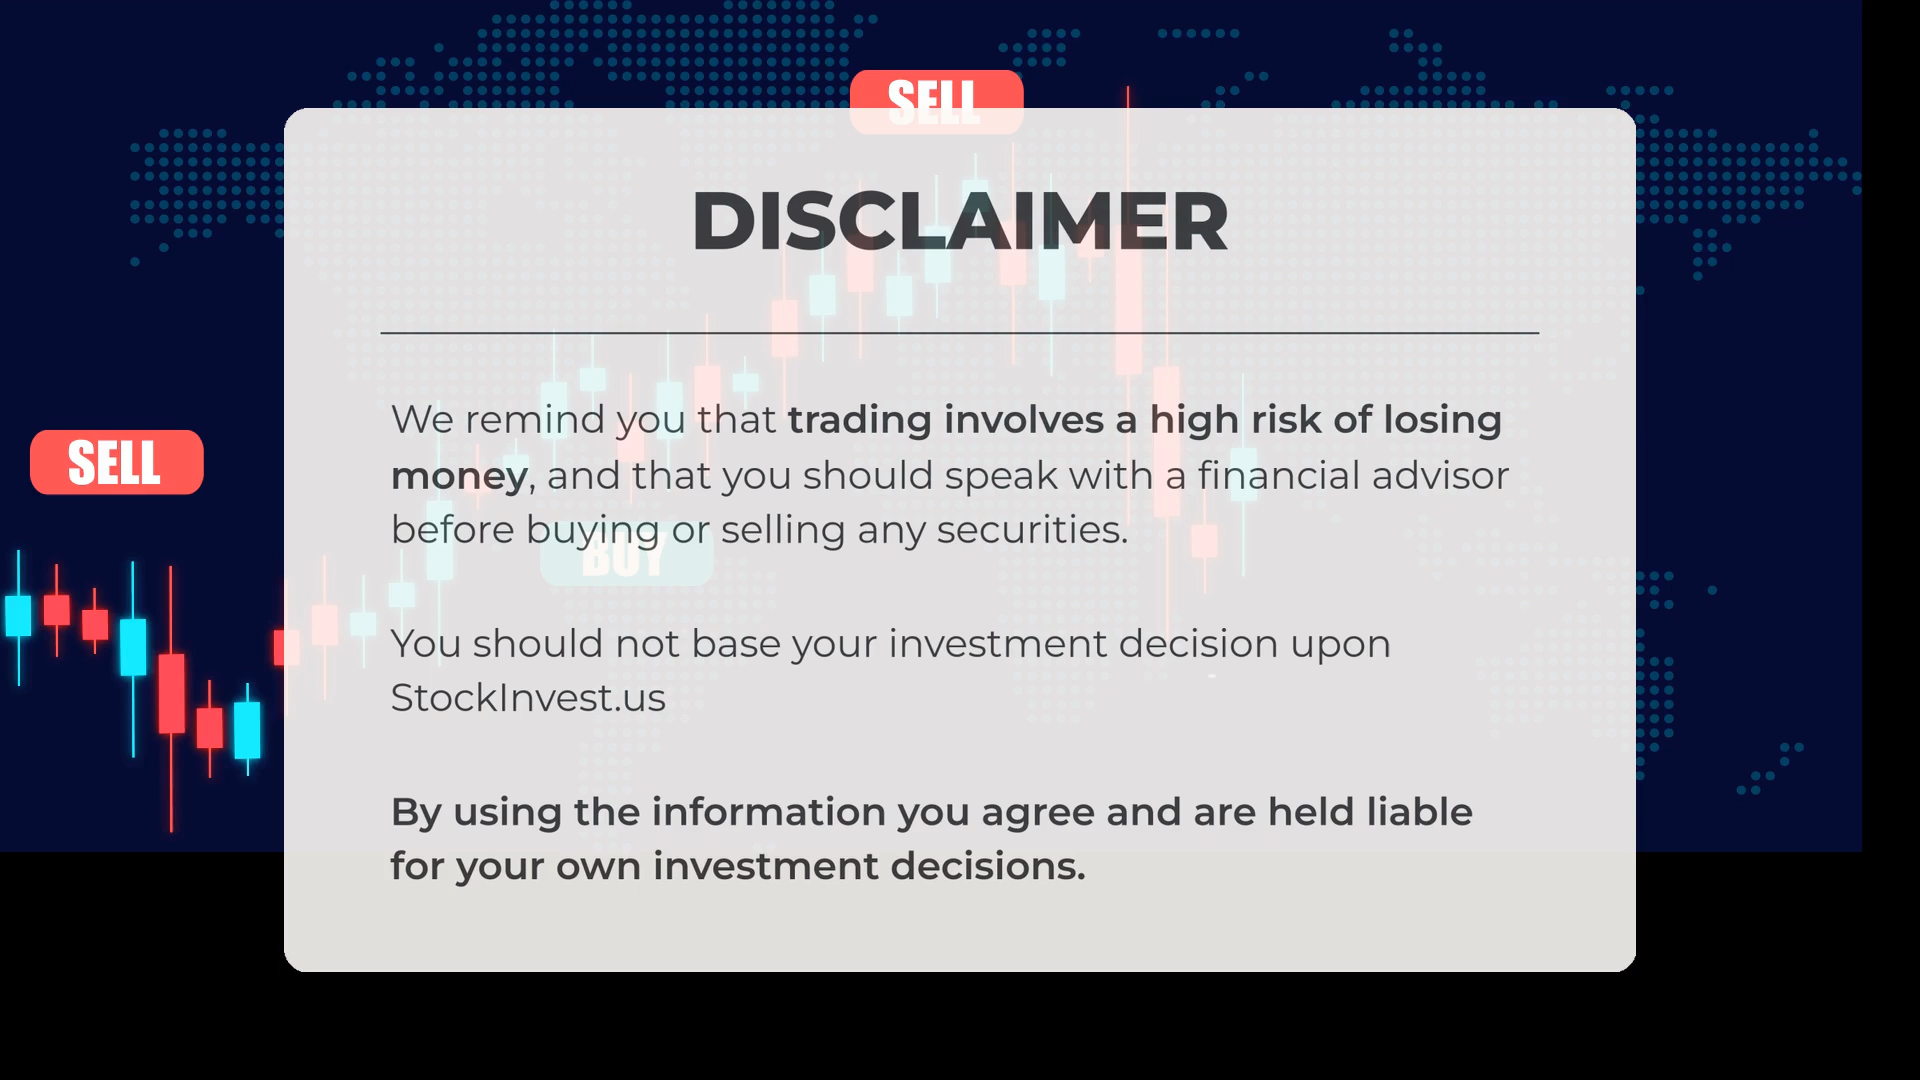 SELL
DISCLAIMER
We remind you that trading involves a high risk of losing
money, and that you should speak with a financial advisor
before buying or selling any securities.
SELL
BUY
You should not base your investment decision upon
StockInvest.us
By using the information you agree and are held liable
for your own investment decisions.